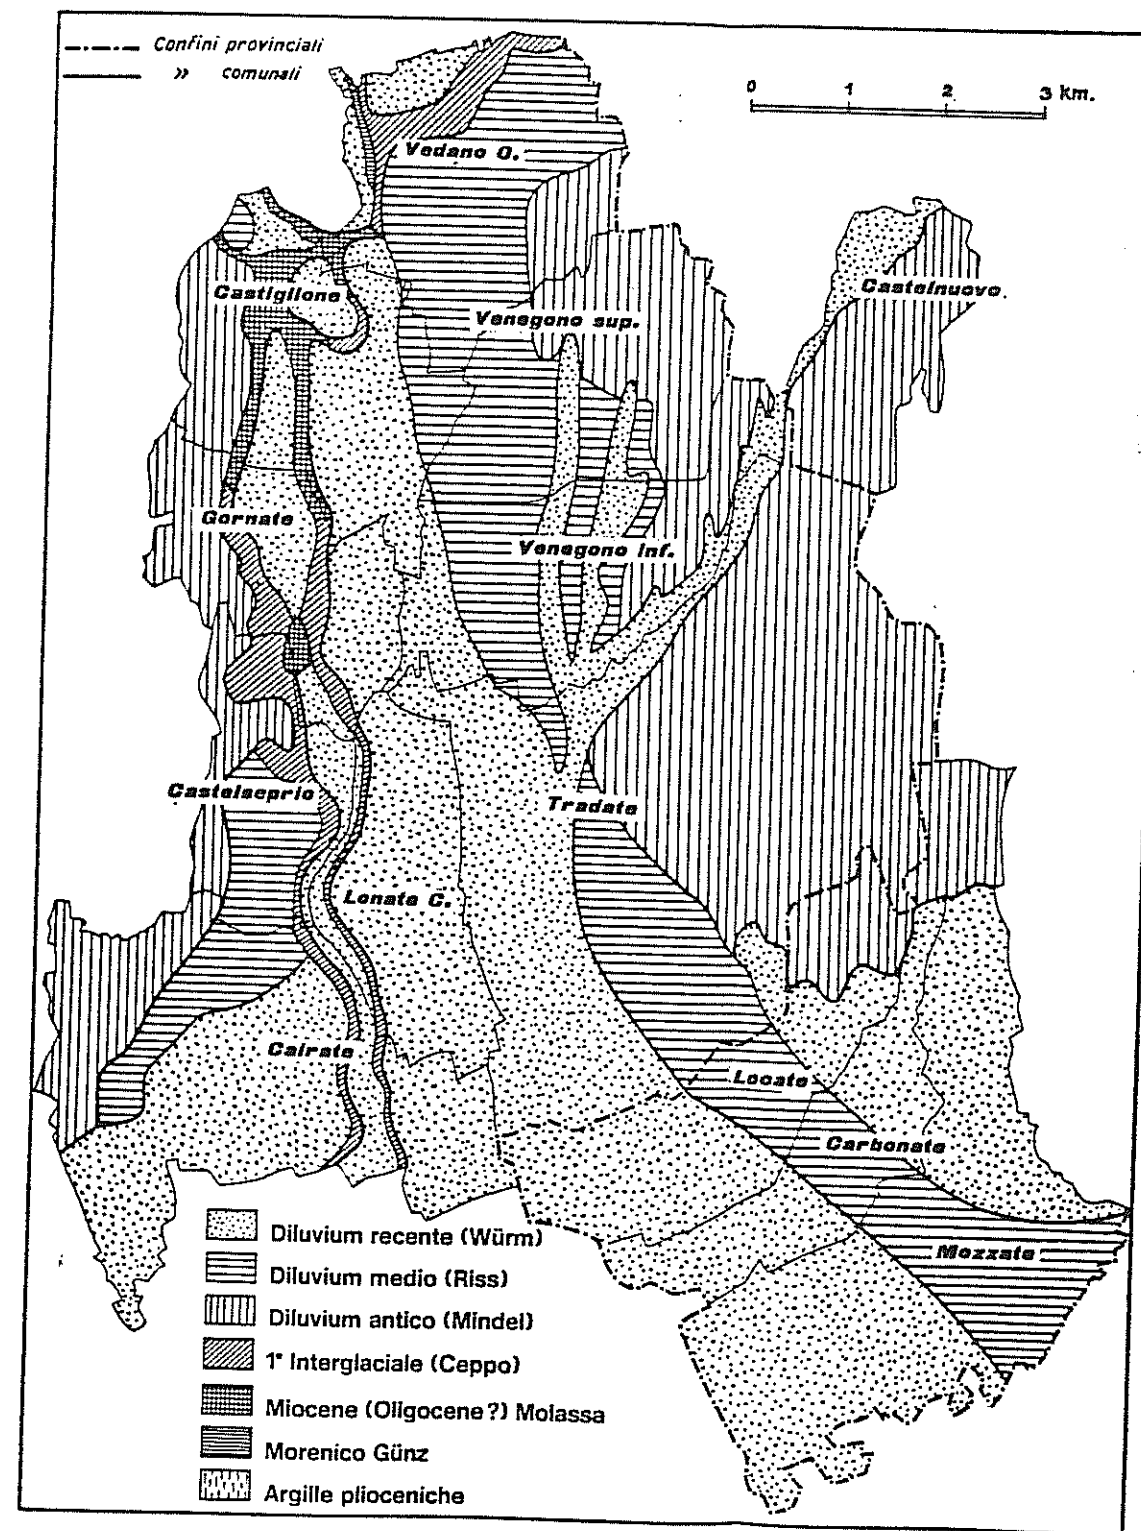 Confini provinciali
» comunali
0 1 2 3 km.
Vedano O.
Castelnuovo
Castiglione
Venegono sup.
Gornate
Venegono inf.
Castelseprio
Tradate
Lonate C.
Cairate
Locate
Carbonate
Mozzate
Diluvium recente (Würm)
Diluvium medio (Riss)
Diluvium antico (Mindel)
1° Interglaciale (Ceppo)
Miocene (Oligocene?) Molassa
Morenico Günz
Argille plioceniche